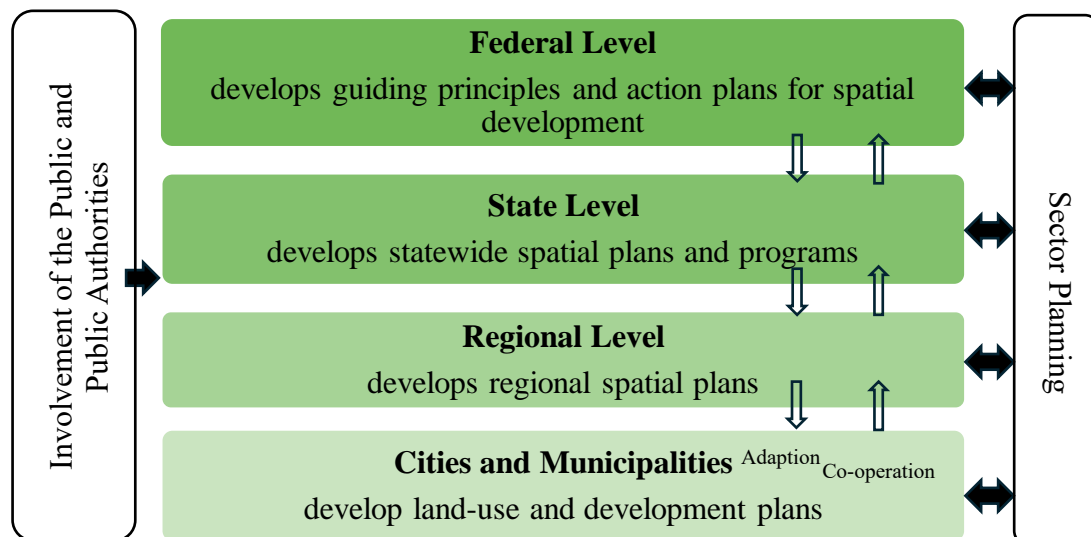 Involvement of the Public and
Public Authorities
Federal Level
develops guiding principles and action plans for spatial
development
State Level
develops statewide spatial plans and programs
Regional Level
develops regional spatial plans
Cities and Municipalities Adaption Co-operation
develop land-use and development plans
Sector Planning